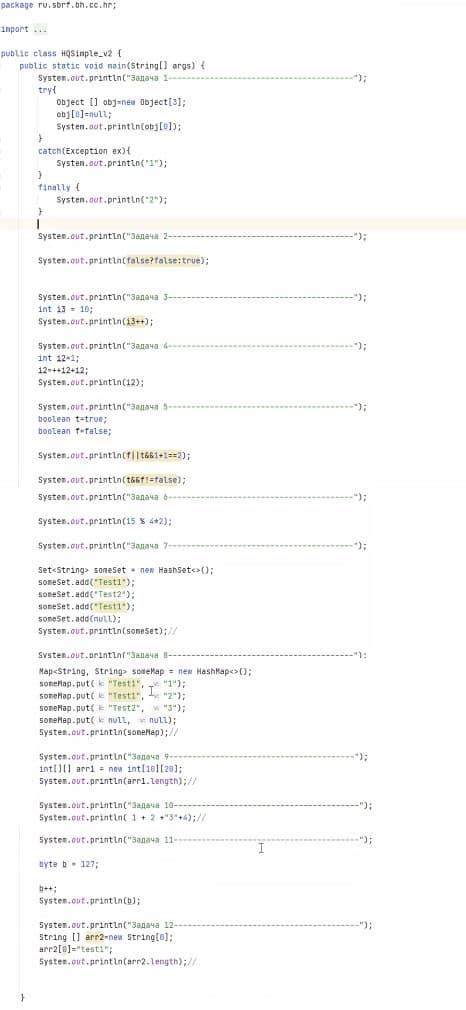 package ru.sbrf.bh.cc.hr;
import ...
public class HQSimple_v2 {
public static void main(String[] args) {
System.out.println("Задача 1-----------------------------------------");
try{
Object [] obj=new Object[3];
obj[0]=null;
System.out.println(obj[0]);
}
catch(Exception ex){
System.out.println("1");
}
finally {
System.out.println("2");
}
System.out.println("Задача 2-----------------------------------------");
System.out.println(false?false:true);
System.out.println("Задача 3-----------------------------------------");
int i3 = 10;
System.out.println(i3++);
System.out.println("Задача 4-----------------------------------------");
int i2=1;
i2=++i2+i2;
System.out.println(i2);
System.out.println("Задача 5-----------------------------------------");
boolean t=true;
boolean f=false;
System.out.println(f||t&&1+1==2);
System.out.println(t&&f!=false);
System.out.println("Задача 6-----------------------------------------");
System.out.println(15 % 4+2);
System.out.println("Задача 7-----------------------------------------");
Set<String> someSet = new HashSet<>();
someSet.add("Test1");
someSet.add("Test2");
someSet.add("Test1");
someSet.add(null);
System.out.println(someSet);//
System.out.println("Задача 8-----------------------------------------");
Map<String, String> someMap = new HashMap<>();
someMap.put( k: "Test1", v: "1");
someMap.put( k: "Test1", v: "2");
someMap.put( k: "Test2", v: "3");
someMap.put( k: null, v: null);
System.out.println(someMap);//
System.out.println("Задача 9-----------------------------------------");
int[][] arr1 = new int[10][20];
System.out.println(arr1.length);//
System.out.println("Задача 10-----------------------------------------");
System.out.println( 1 + 2 +"3"+4);//
System.out.println("Задача 11-----------------------------------------");
byte b = 127;
b++;
System.out.println(b);
System.out.println("Задача 12-----------------------------------------");
String [] arr2=new String[0];
arr2[0]="test1";
System.out.println(arr2.length);//
}